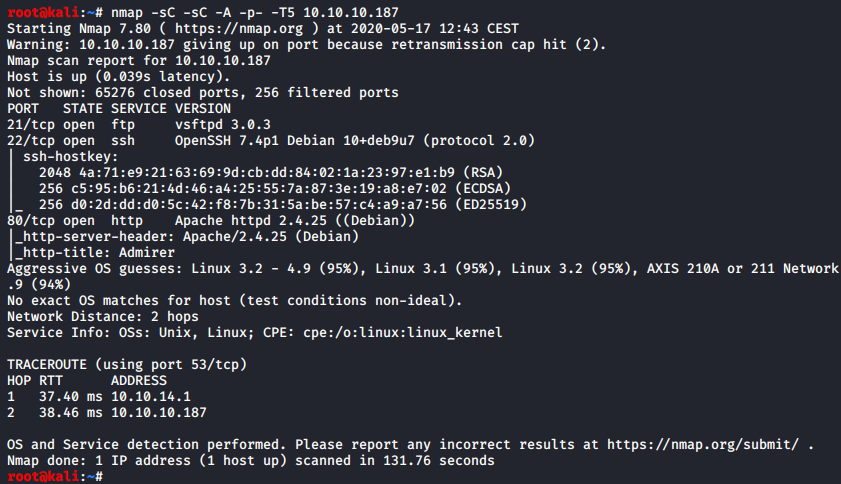 root@kali:~# nmap -sC -sC -A -p- -T5 10.10.10.187
Starting Nmap 7.80 ( https://nmap.org ) at 2020-05-17 12:43 CEST
Warning: 10.10.10.187 giving up on port because retransmission cap hit (2).
Nmap scan report for 10.10.10.187
Host is up (0.039s latency).
Not shown: 65276 closed ports, 256 filtered ports
PORT   STATE SERVICE VERSION
21/tcp open  ftp     vsftpd 3.0.3
22/tcp open  ssh     OpenSSH 7.4p1 Debian 10+deb9u7 (protocol 2.0)
| ssh-hostkey:
|   2048 4a:71:e9:21:63:69:9d:cb:dd:84:02:1a:23:97:e1:b9 (RSA)
|   256 c5:95:b6:21:4d:46:a4:25:55:7a:87:3e:19:a8:e7:02 (ECDSA)
|_  256 d0:2d:dd:d0:5c:42:f8:7b:31:5a:be:57:c4:a9:a7:56 (ED25519)
80/tcp open  http    Apache httpd 2.4.25 ((Debian))
|_http-server-header: Apache/2.4.25 (Debian)
|_http-title: Admirer
Aggressive OS guesses: Linux 3.2 - 4.9 (95%), Linux 3.1 (95%), Linux 3.2 (95%), AXIS 210A or 211 Network
.9 (94%)
No exact OS matches for host (test conditions non-ideal).
Network Distance: 2 hops
Service Info: OSs: Unix, Linux; CPE: cpe:/o:linux:linux_kernel

TRACEROUTE (using port 53/tcp)
HOP RTT      ADDRESS
1   37.40 ms 10.10.14.1
2   38.46 ms 10.10.10.187

OS and Service detection performed. Please report any incorrect results at https://nmap.org/submit/ .
Nmap done: 1 IP address (1 host up) scanned in 131.76 seconds
root@kali:~#